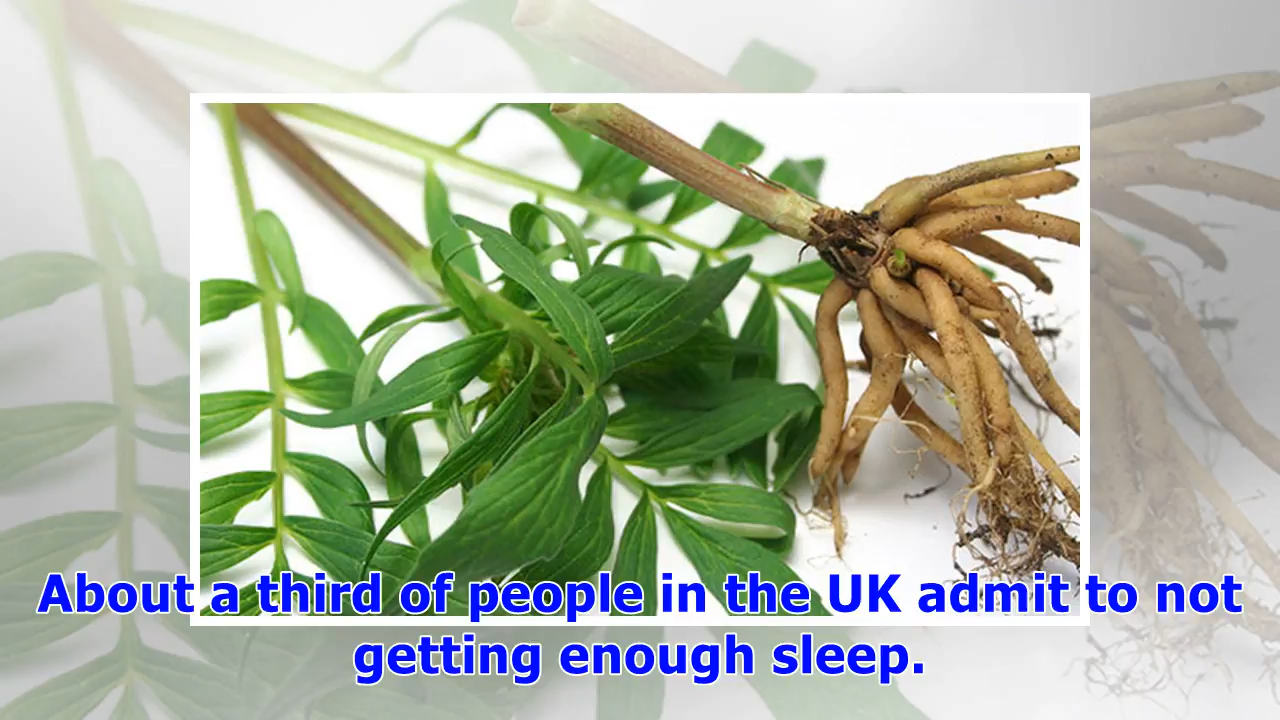 About a third of people in the UK admit to not
getting enough sleep.